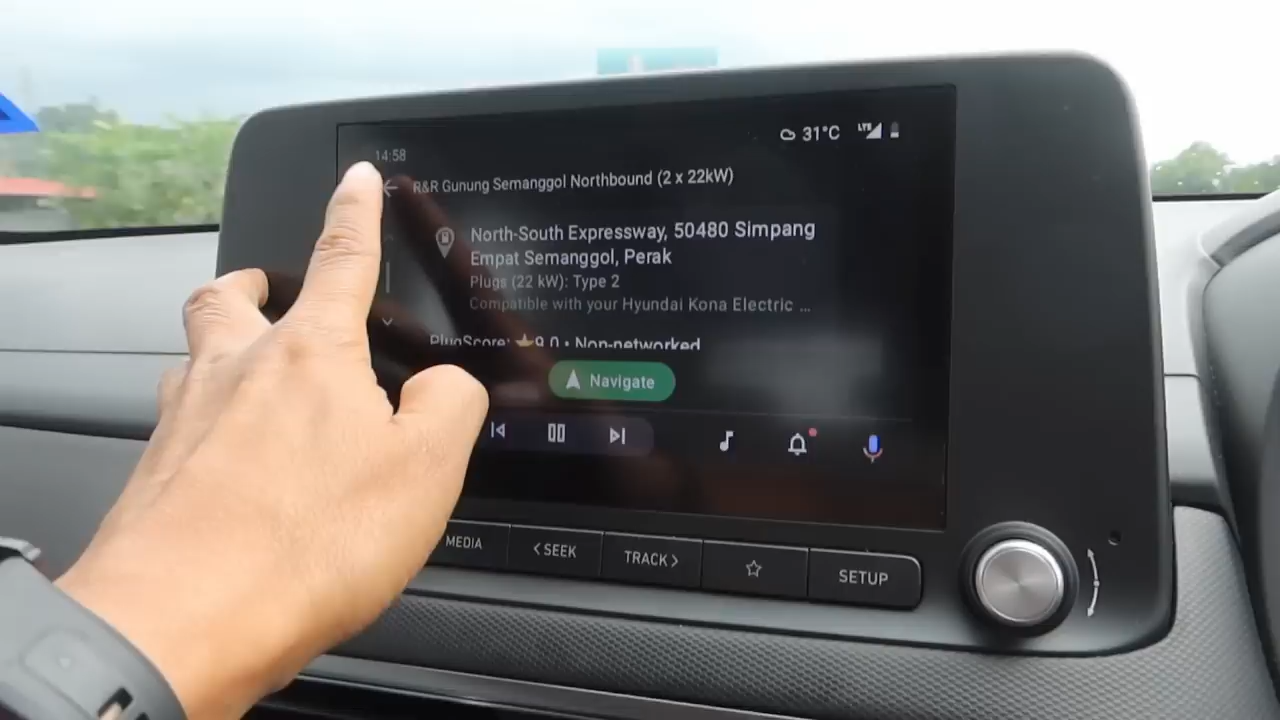 14:58
31°C LTE
R&R Gunung Semanggol Northbound (2 x 22kW)
North-South Expressway, 50480 Simpang
Empat Semanggol, Perak
Plugs (22 kW): Type 2
Compatible with your Hyundai Kona Electric ...
PlugScore: ⭐9.0 • Non-networked
Navigate
MEDIA
< SEEK
TRACK >
SETUP